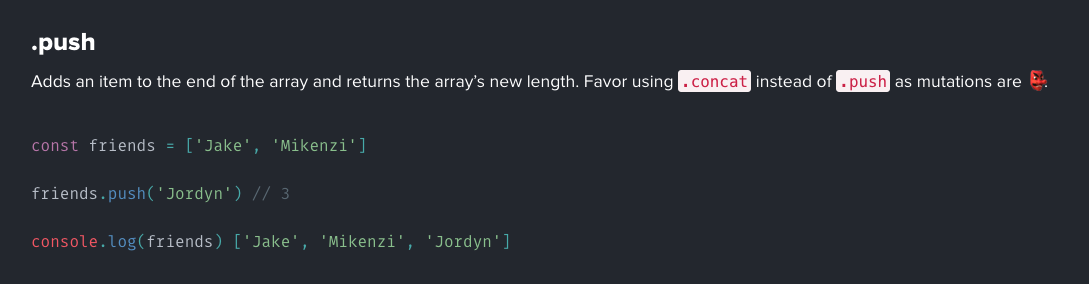 .push
Adds an item to the end of the array and returns the array’s new length. Favor using .concat instead of .push as mutations are 👺.
const friends = ['Jake', 'Mikenzi']
friends.push('Jordyn') // 3
console.log(friends) ['Jake', 'Mikenzi', 'Jordyn']